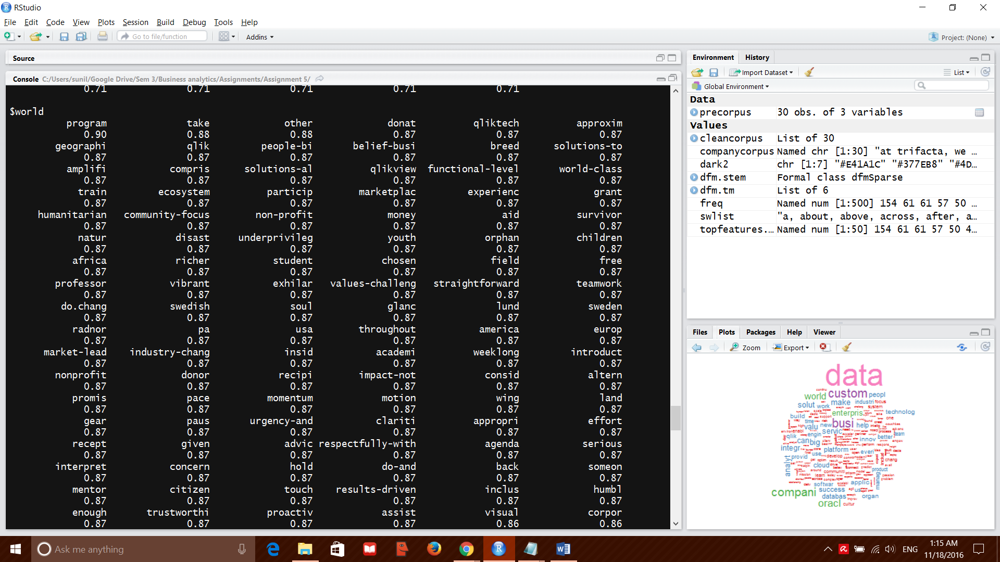 RStudio
File Edit Code View Plots Session Build Debug Tools Help
Go to file/function Addins Project: (None)
Source
Console C:/Users/sunil/Google Drive/Sem 3/Business analytics/Assignments/Assignment 5/
0.71 0.71 0.71 0.71 0.71
$world
program take other donat qliktech approxim
0.90 0.88 0.88 0.87 0.87 0.87
geographi qlik people-bi belief-busi breed solutions-to
0.87 0.87 0.87 0.87 0.87 0.87
amplifi compris solutions-al qlikview functional-level world-class
0.87 0.87 0.87 0.87 0.87 0.87
train ecosystem particip marketplac experienc grant
0.87 0.87 0.87 0.87 0.87 0.87
humanitarian community-focus non-profit money aid survivor
0.87 0.87 0.87 0.87 0.87 0.87
natur disast underprivileg youth orphan children
0.87 0.87 0.87 0.87 0.87 0.87
africa richer student chosen field free
0.87 0.87 0.87 0.87 0.87 0.87
professor vibrant exhilar values-challeng straightforward teamwork
0.87 0.87 0.87 0.87 0.87 0.87
do.chang swedish soul glanc lund sweden
0.87 0.87 0.87 0.87 0.87 0.87
radnor pa usa throughout america europ
0.87 0.87 0.87 0.87 0.87 0.87
market-lead industry-chang insid academi weeklong introduct
0.87 0.87 0.87 0.87 0.87 0.87
nonprofit donor recipi impact-not consid altern
0.87 0.87 0.87 0.87 0.87 0.87
promis pace momentum motion wing land
0.87 0.87 0.87 0.87 0.87 0.87
gear paus urgency-and clariti appropri effort
0.87 0.87 0.87 0.87 0.87 0.87
recept given advic respectfully-with agenda serious
0.87 0.87 0.87 0.87 0.87 0.87
interpret concern hold do-and back someon
0.87 0.87 0.87 0.87 0.87 0.87
mentor citizen touch results-driven inclus humbl
0.87 0.87 0.87 0.87 0.87 0.87
enough trustworthi proactiv assist visual corpor
0.87 0.87 0.87 0.87 0.86 0.86
Environment History
Import Dataset List
Global Environment
Data
precorpus 30 obs. of 3 variables
Values
cleancorpus List of 30
companycorpus Named chr [1:30] "at trifacta, we …
dark2 chr [1:7] "#E41A1C" "#377EB8" "#4D…
dfm.stem Formal class dfmSparse
dfm.tm List of 6
freq Named num [1:500] 154 61 61 57 50 …
swlist "a, about, above, across, after, a…
topfeatures.… Named num [1:50] 154 61 61 57 50 4…
Files Plots Packages Help Viewer
Zoom Export
data
world custom peopl
solut work make industri focus
system
build enterpris technolog
time valu new busi help
qlik engin servic
can big innov better team
integr platform
provid use everi
develop
analyt cloud chang
communiti product
learn manag
softwar applic
compani success us
databas organ
oracl cultur
Ask me anything
ENG
1:15 AM
11/18/2016